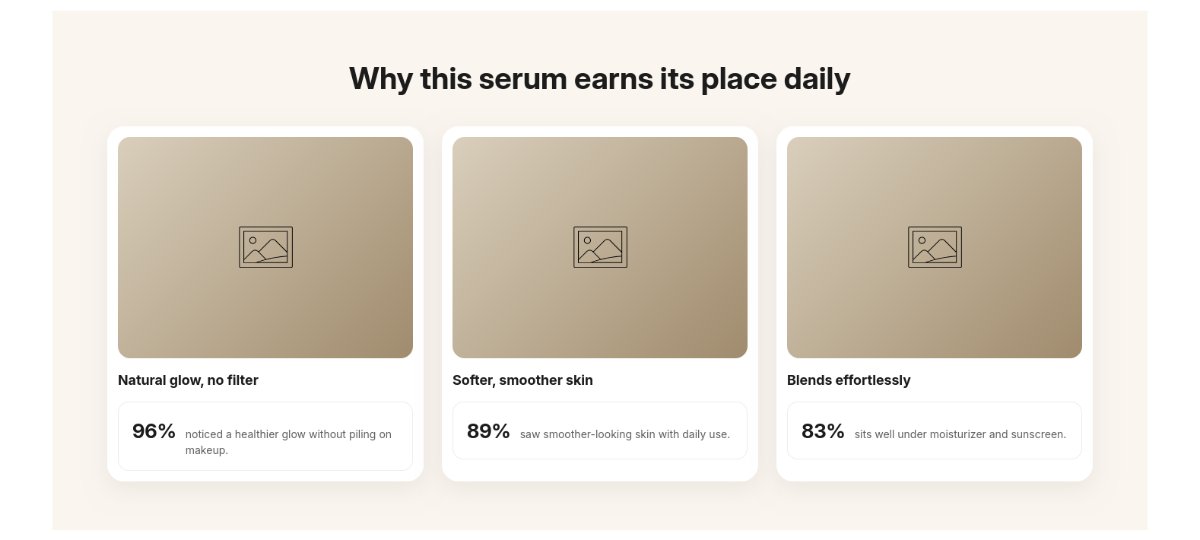 Why this serum earns its place daily
Natural glow, no filter
96% noticed a healthier glow without piling on
makeup.
Softer, smoother skin
89% saw smoother-looking skin with daily use.
Blends effortlessly
83% sits well under moisturizer and sunscreen.